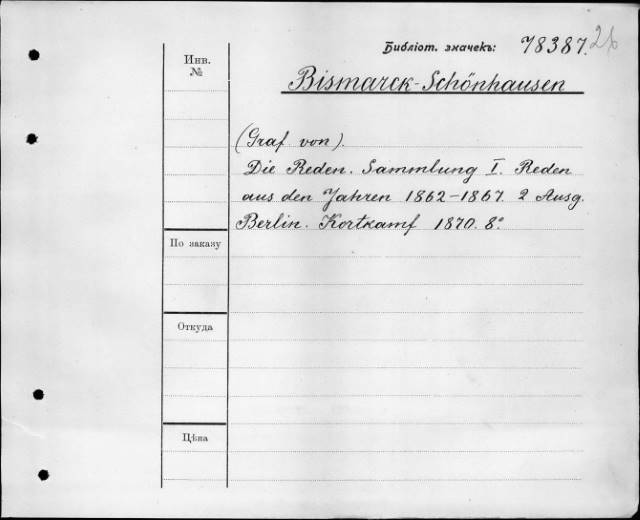 Библіот. значекъ: 78387. 26
Инв.
№
Bismarck-Schönhausen
(Graf von).
Die Reden. Sammlung I. Reden
aus den Jahren 1862-1867. 2 Ausg.
Berlin. Kortkamf 1870. 8°.
По заказу
Откуда
Цѣна